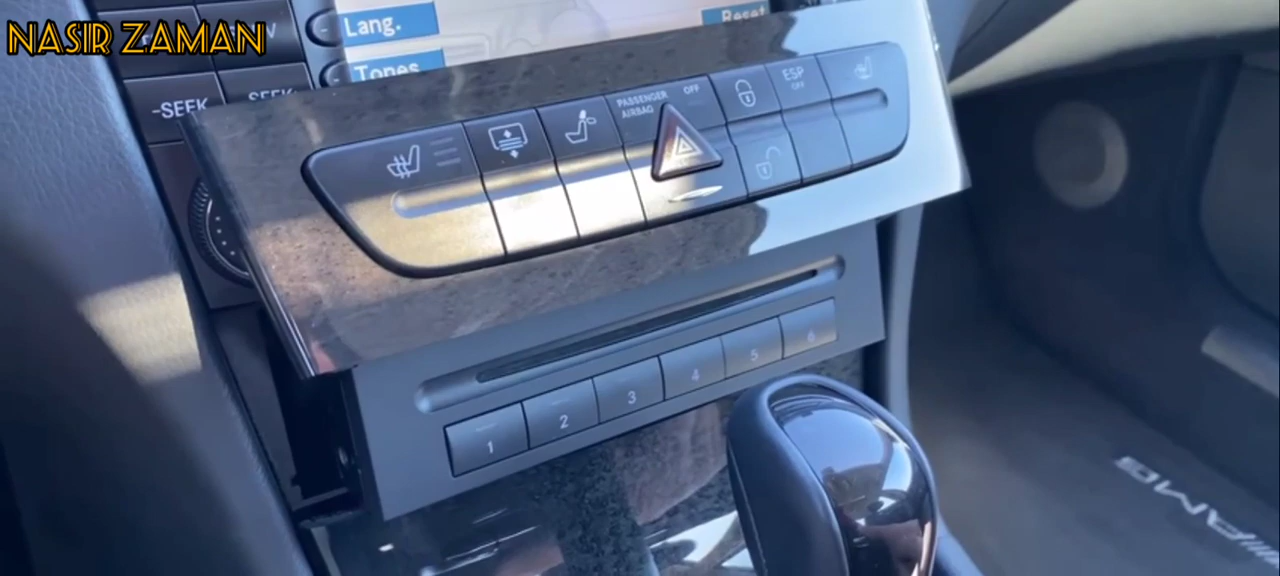 NASIR ZAMAN
Lang.
Reset
Tones
-SEEK
SEEK
PASSENGER
AIRBAG
OFF
ESP
OFF
1
2
3
4
5
6
AMG